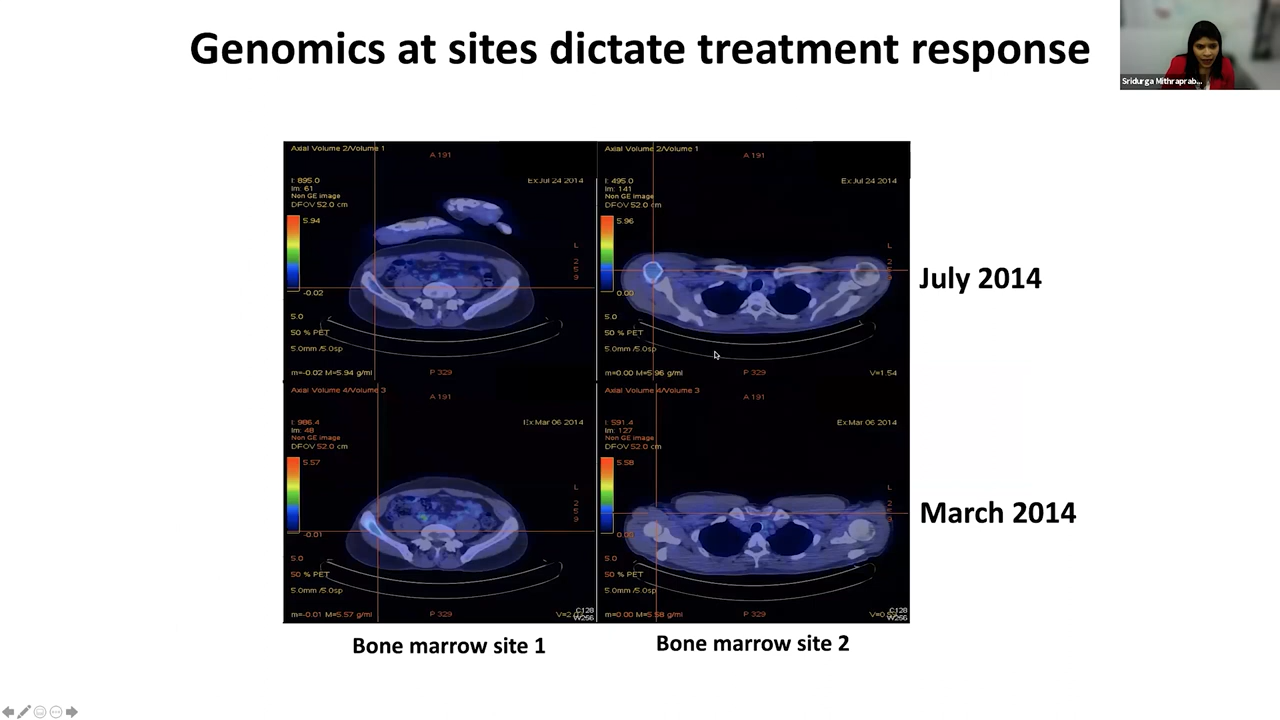 Genomics at sites dictate treatment response
Sridurga Mithraprab...
Axial Volume 2/Volume 1
A 191
I: 895.0
Im: 61
Non GE image
DFOV 52.0 cm
Ex:Jul 24 2014
5.94
L
-0.02
5.0
50 % PET
5.0mm /5.0sp
m=-0.02 M=5.94 g/ml
P 329
Axial Volume 2/Volume 1
A 191
I: 495.0
Im: 141
Non GE image
DFOV 52.0 cm
Ex:Jul 24 2014
5.96
L
0.00
5.0
50 % PET
5.0mm /5.0sp
m=0.00 M=5.96 g/ml
P 329
V=1.54
July 2014
Axial Volume 4/Volume 3
A 191
I: 986.4
Im: 48
Non GE image
DFOV 52.0 cm
Ex:Mar 06 2014
5.57
L
-0.01
5.0
50 % PET
5.0mm /5.0sp
m=-0.01 M=5.57 g/ml
P 329
C128
W256
Axial Volume 4/Volume 3
A 191
I: 591.4
Im: 127
Non GE image
DFOV 52.0 cm
Ex:Mar 06 2014
5.58
L
0.00
5.0
50 % PET
5.0mm /5.0sp
m=0.00 M=5.58 g/ml
P 329
C128
W256
March 2014
Bone marrow site 1
Bone marrow site 2